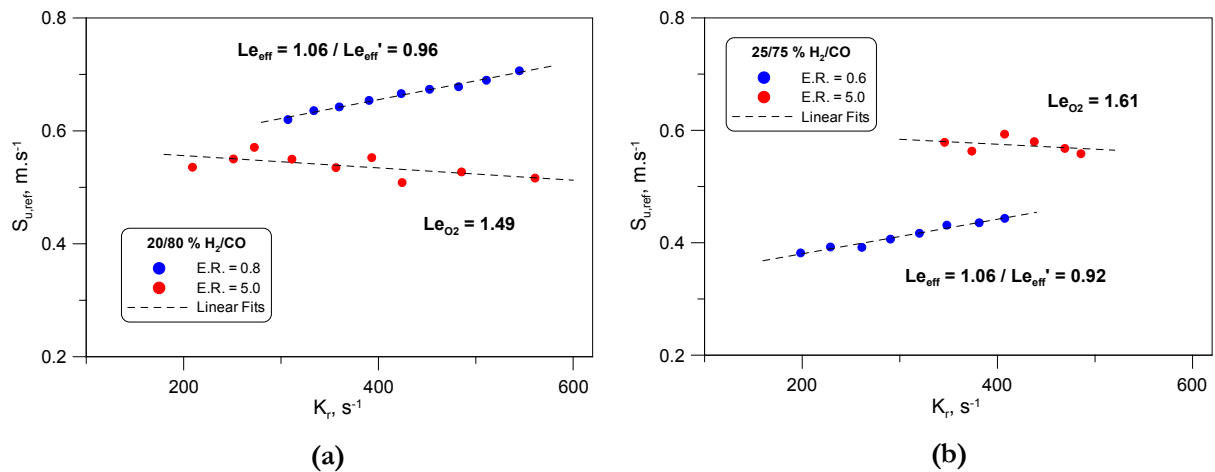 0.8
0.6
0.4
0.2
S_u,ref, m.s⁻¹
Le_eff = 1.06 / Le_eff' = 0.96
Le_O2 = 1.49
20/80 % H₂/CO
E.R. = 0.8
E.R. = 5.0
Linear Fits
200 400 600
K_r, s⁻¹
(a)
0.8
0.6
0.4
0.2
S_u,ref, m.s⁻¹
25/75 % H₂/CO
E.R. = 0.6
E.R. = 5.0
Linear Fits
Le_O2 = 1.61
Le_eff = 1.06 / Le_eff' = 0.92
200 400 600
K_r, s⁻¹
(b)